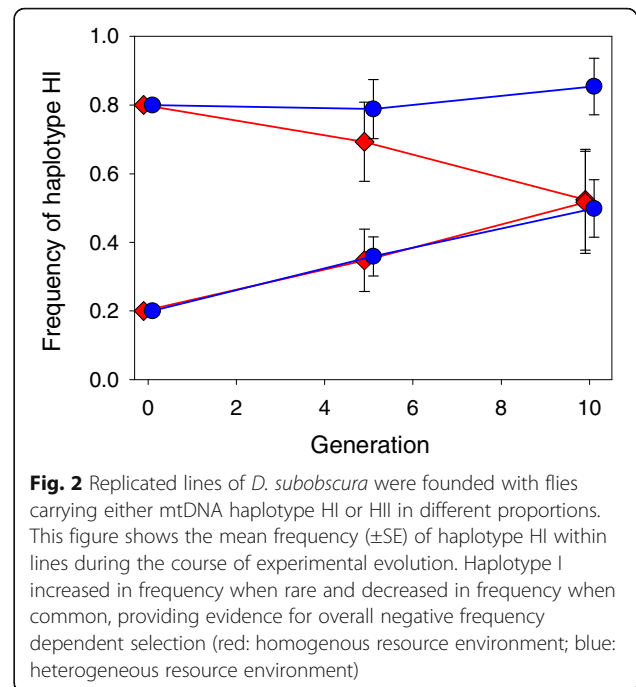 1.0
0.8
0.6
0.4
0.2
0.0
Frequency of haplotype HI
0 2 4 6 8 10
Generation
Fig. 2 Replicated lines of D. subobscura were founded with flies
carrying either mtDNA haplotype HI or HII in different proportions.
This figure shows the mean frequency (±SE) of haplotype HI within
lines during the course of experimental evolution. Haplotype I
increased in frequency when rare and decreased in frequency when
common, providing evidence for overall negative frequency
dependent selection (red: homogenous resource environment; blue:
heterogeneous resource environment)